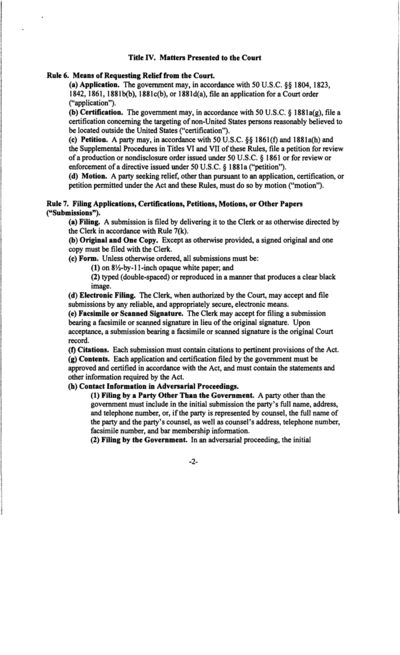 Title IV. Matters Presented to the Court
Rule 6. Means of Requesting Relief from the Court.
(a) Application. The government may, in accordance with 50 U.S.C. §§ 1804, 1823,
1842, 1861, 1881b(b), 1881c(b), or 1881d(a), file an application for a Court order
("application").
(b) Certification. The government may, in accordance with 50 U.S.C. § 1881a(g), file a
certification concerning the targeting of non-United States persons reasonably believed to
be located outside the United States ("certification").
(c) Petition. A party may, in accordance with 50 U.S.C. §§ 1861(f) and 1881a(h) and
the Supplemental Procedures in Titles VI and VII of these Rules, file a petition for review
of a production or nondisclosure order issued under 50 U.S.C. § 1861 or for review or
enforcement of a directive issued under 50 U.S.C. § 1881a ("petition").
(d) Motion. A party seeking relief, other than pursuant to an application, certification, or
petition permitted under the Act and these Rules, must do so by motion ("motion").
Rule 7. Filing Applications, Certifications, Petitions, Motions, or Other Papers
("Submissions").
(a) Filing. A submission is filed by delivering it to the Clerk or as otherwise directed by
the Clerk in accordance with Rule 7(k).
(b) Original and One Copy. Except as otherwise provided, a signed original and one
copy must be filed with the Clerk.
(c) Form. Unless otherwise ordered, all submissions must be:
(1) on 8½-by-11-inch opaque white paper; and
(2) typed (double-spaced) or reproduced in a manner that produces a clear black
image.
(d) Electronic Filing. The Clerk, when authorized by the Court, may accept and file
submissions by any reliable, and appropriately secure, electronic means.
(e) Facsimile or Scanned Signature. The Clerk may accept for filing a submission
bearing a facsimile or scanned signature in lieu of the original signature. Upon
acceptance, a submission bearing a facsimile or scanned signature is the original Court
record.
(f) Citations. Each submission must contain citations to pertinent provisions of the Act.
(g) Contents. Each application and certification filed by the government must be
approved and certified in accordance with the Act, and must contain the statements and
other information required by the Act.
(h) Contact Information in Adversarial Proceedings.
(1) Filing by a Party Other Than the Government. A party other than the
government must include in the initial submission the party's full name, address,
and telephone number, or, if the party is represented by counsel, the full name of
the party and the party's counsel, as well as counsel's address, telephone number,
facsimile number, and bar membership information.
(2) Filing by the Government. In an adversarial proceeding, the initial
-2-